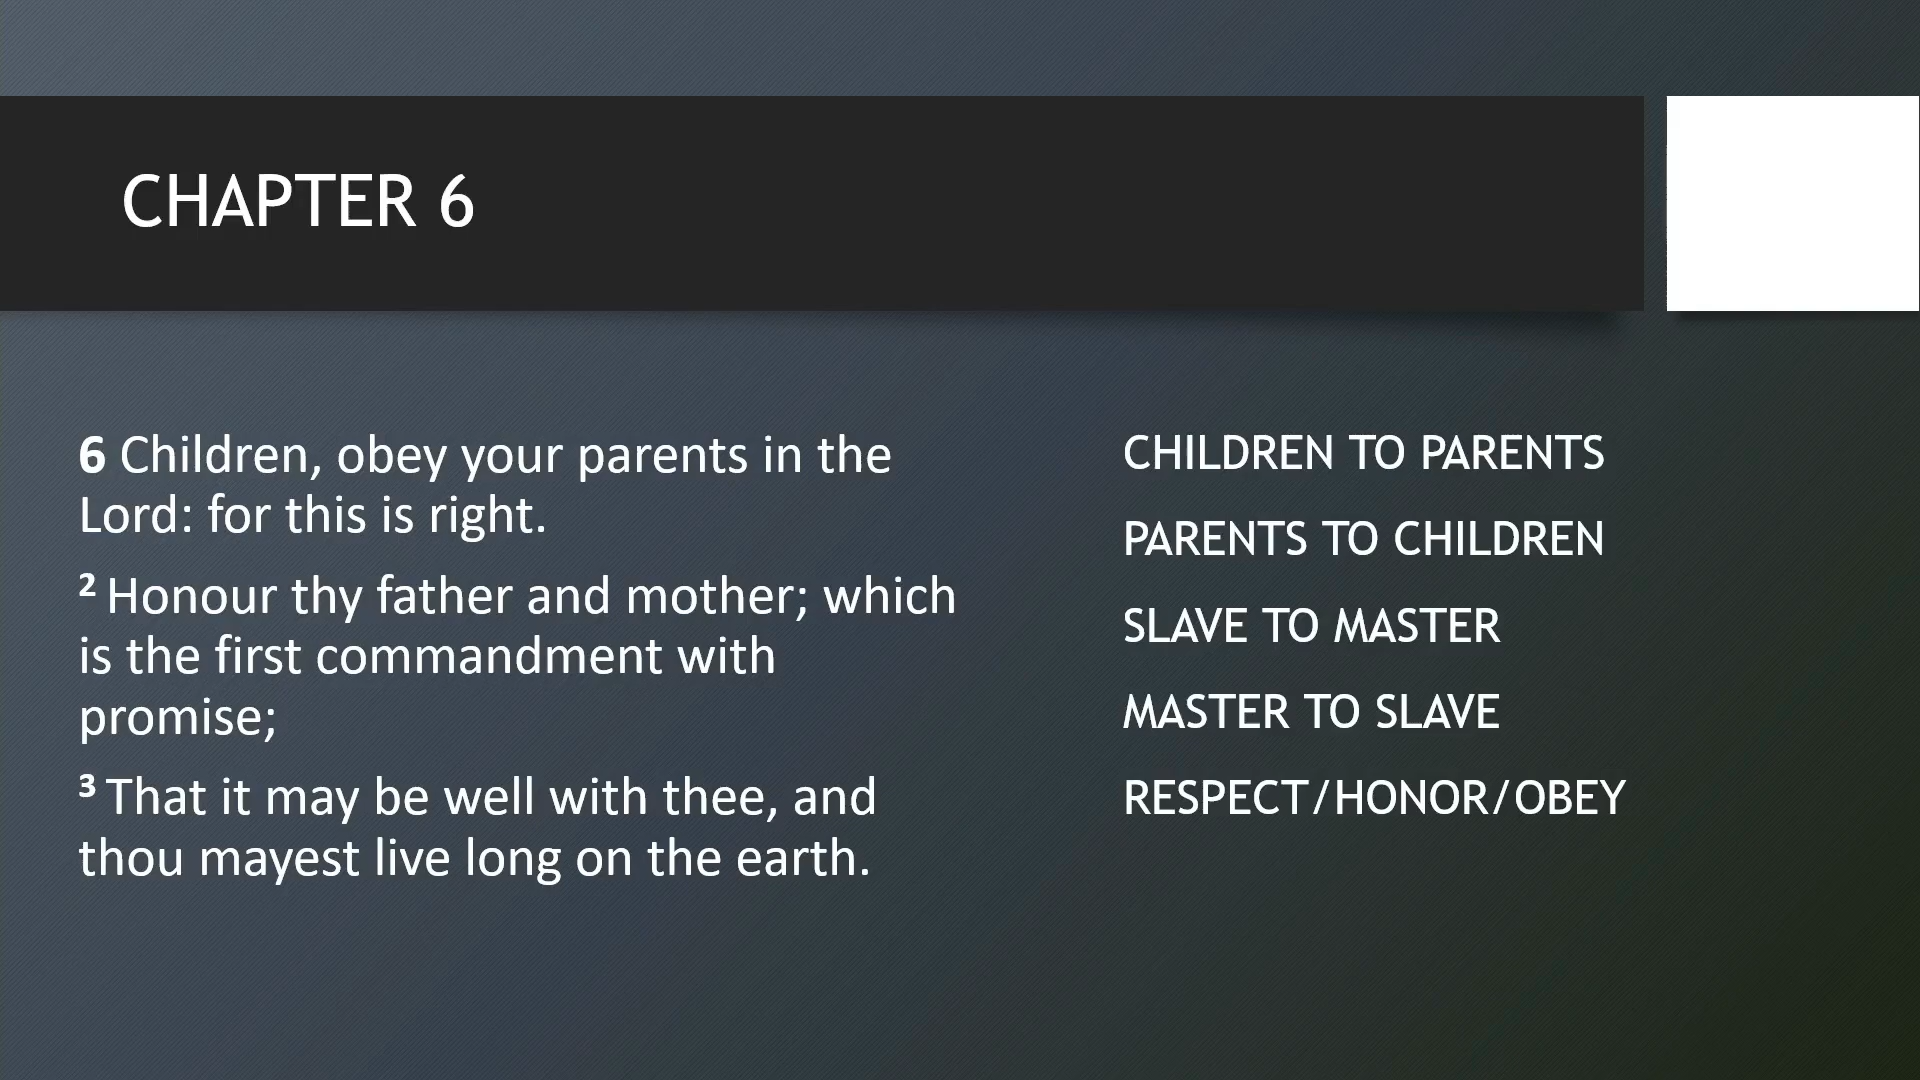 CHAPTER 6
6 Children, obey your parents in the
Lord: for this is right.
2 Honour thy father and mother; which
is the first commandment with
promise;
3 That it may be well with thee, and
thou mayest live long on the earth.
CHILDREN TO PARENTS
PARENTS TO CHILDREN
SLAVE TO MASTER
MASTER TO SLAVE
RESPECT/HONOR/OBEY